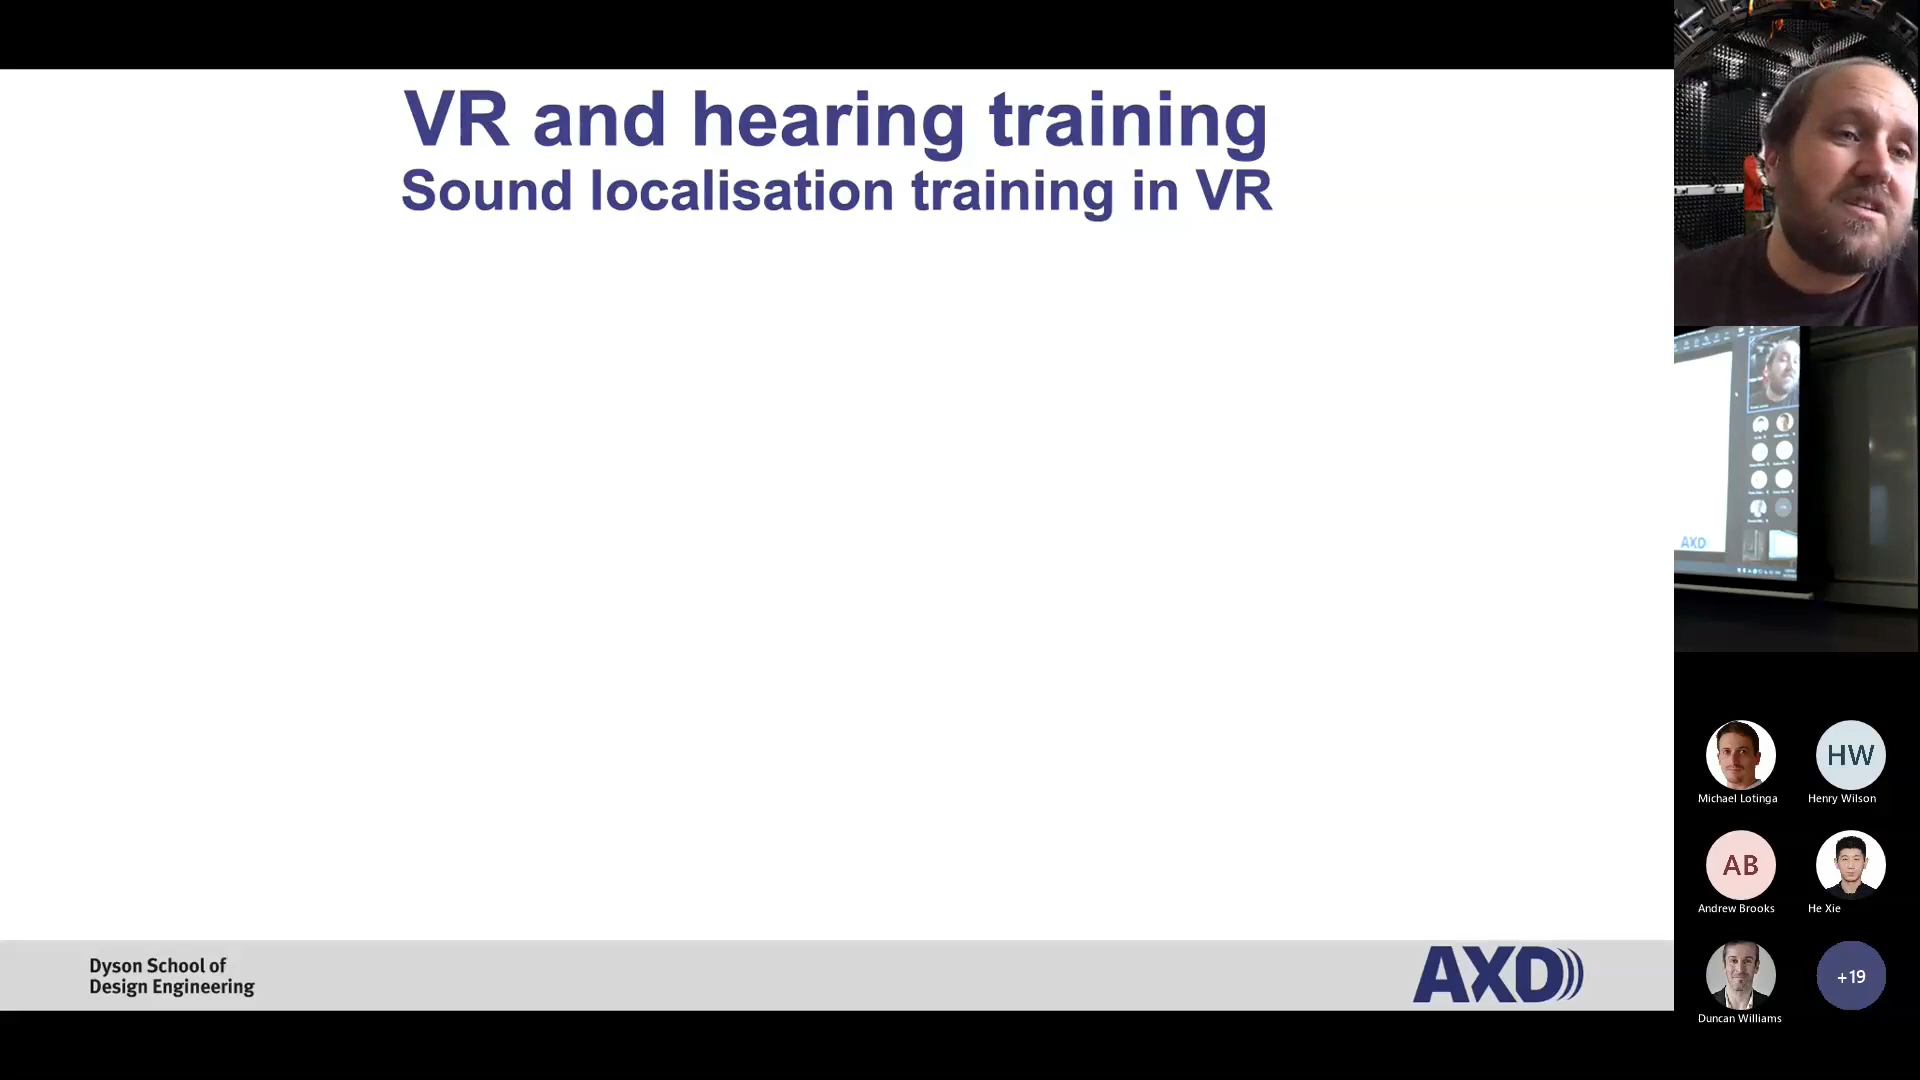 VR and hearing training
Sound localisation training in VR
Dyson School of
Design Engineering
AXD
AXD
HW
Michael Lotinga
Henry Wilson
AB
Andrew Brooks
He Xie
+19
Duncan Williams